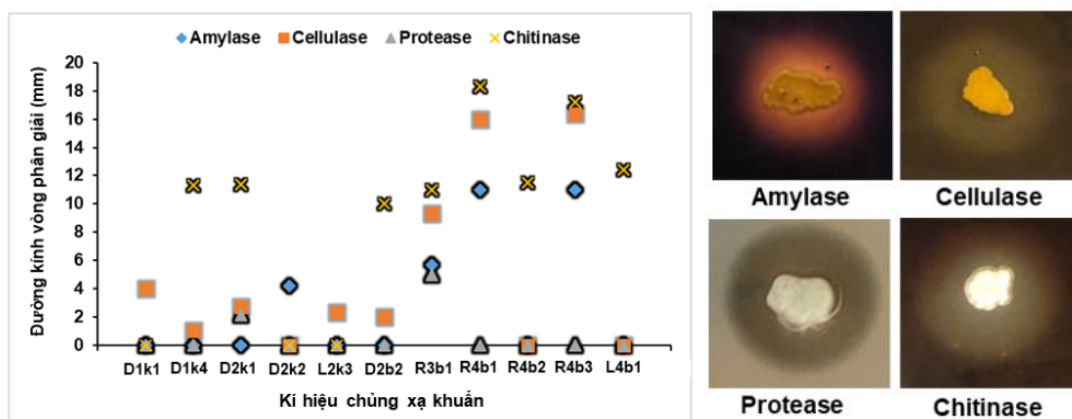 Amylase Cellulase Protease Chitinase
Đường kính vòng phân giải (mm)
20
18
16
14
12
10
8
6
4
2
0
D1k1 D1k4 D2k1 D2k2 L2k3 D2b2 R3b1 R4b1 R4b2 R4b3 L4b1
Kí hiệu chủng xạ khuẩn
Amylase Cellulase
Protease Chitinase